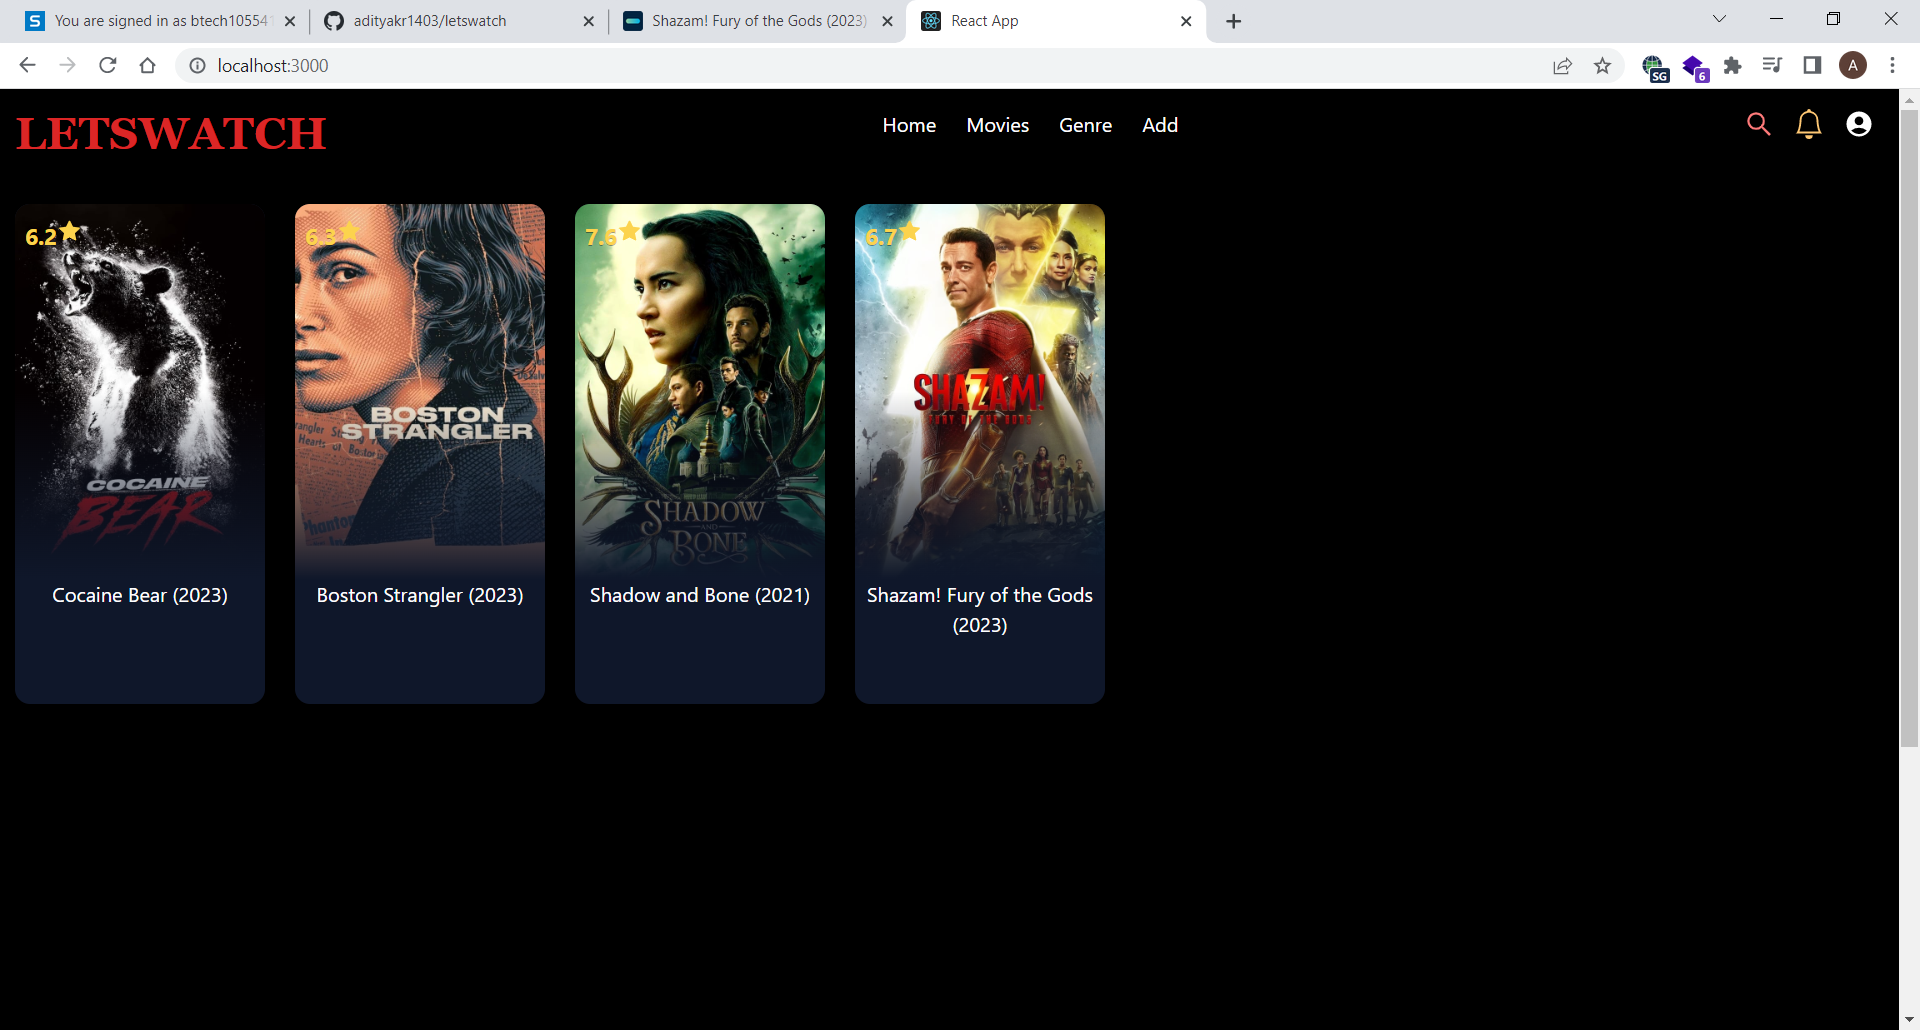 You are signed in as btech10554
adityakr1403/letswatch
Shazam! Fury of the Gods (2023)
React App
localhost:3000
SG
6
A
LETSWATCH
Home Movies Genre Add
6.2
6.3
7.6
6.7
COCAINE
BEAR
BOSTON
STRANGLER
SHADOW
AND
BONE
SHAZAM!
FURY OF THE GODS
Cocaine Bear (2023)
Boston Strangler (2023)
Shadow and Bone (2021)
Shazam! Fury of the Gods
(2023)